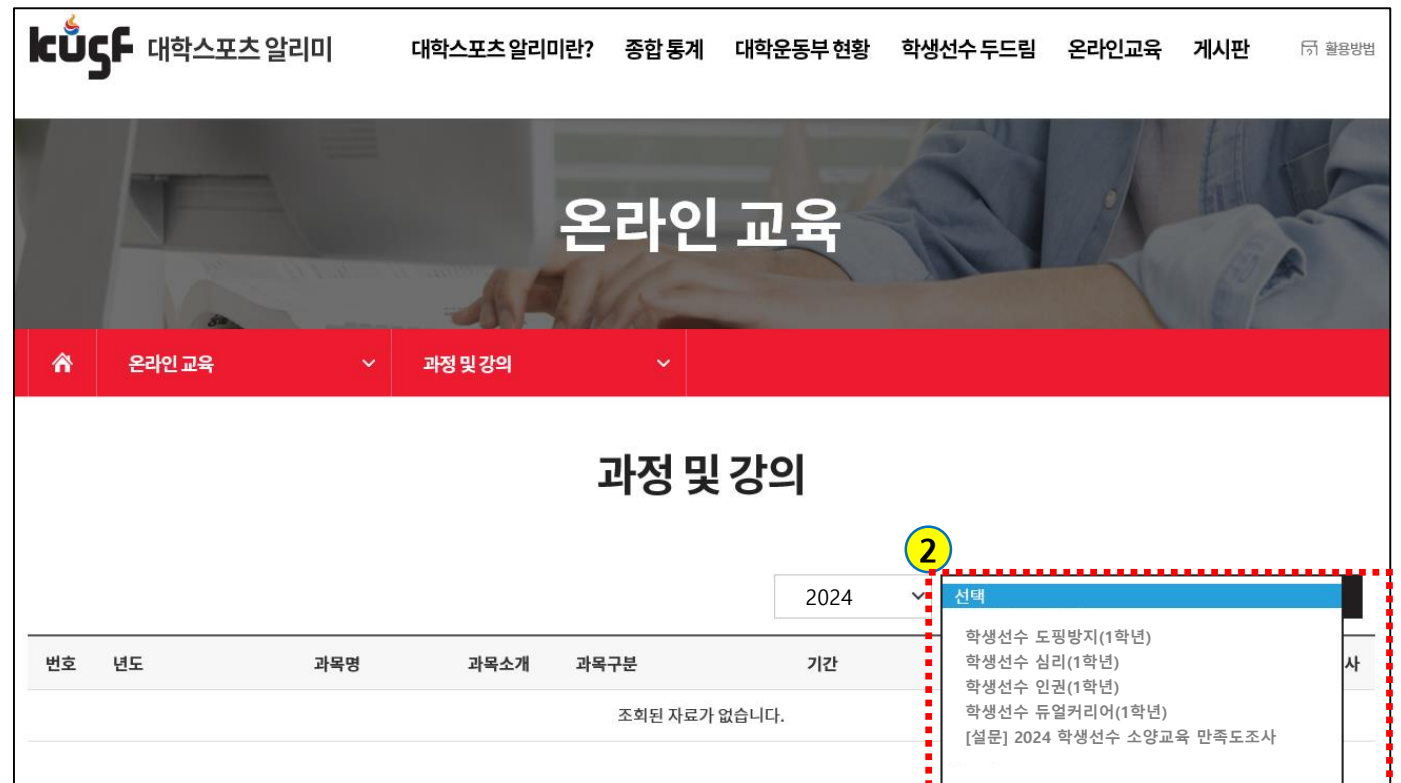 kusf 대학스포츠 알리미 대학스포츠 알리미란? 종합 통계 대학운동부 현황 학생선수 두드림 온라인교육 게시판 활용방법
온라인 교육
온라인 교육 과정 및 강의
과정 및 강의
2
2024 선택
학생선수 도핑방지(1학년)
학생선수 심리(1학년)
학생선수 인권(1학년)
학생선수 듀얼커리어(1학년)
[설문] 2024 학생선수 소양교육 만족도조사
번호 년도 과목명 과목소개 과목구분 기간 사
조회된 자료가 없습니다.